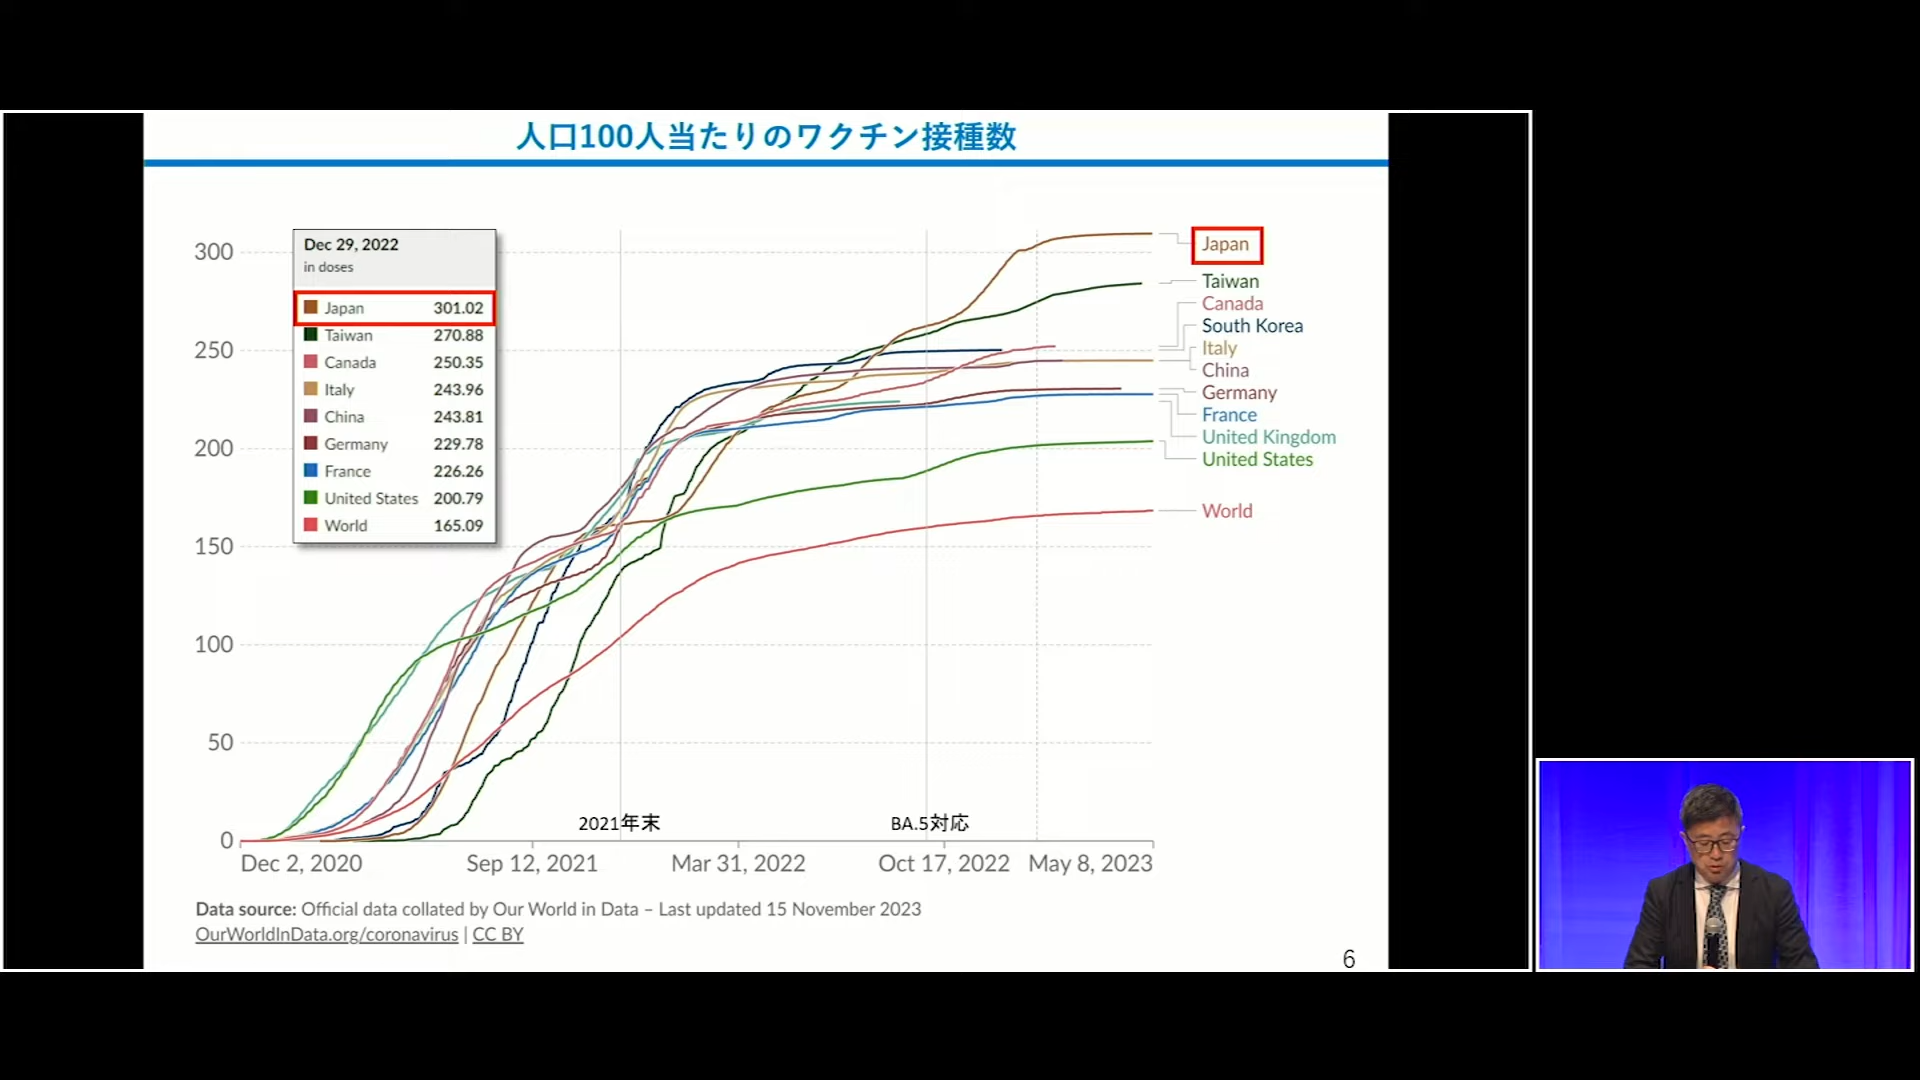 人口100人当たりのワクチン接種数
Dec 29, 2022
in doses
Japan 301.02
Taiwan 270.88
Canada 250.35
Italy 243.96
China 243.81
Germany 229.78
France 226.26
United States 200.79
World 165.09
300
250
200
150
100
50
0
Japan
Taiwan
Canada
South Korea
Italy
China
Germany
France
United Kingdom
United States
World
2021年末
BA.5対応
Dec 2, 2020
Sep 12, 2021
Mar 31, 2022
Oct 17, 2022
May 8, 2023
Data source: Official data collated by Our World in Data – Last updated 15 November 2023
OurWorldInData.org/coronavirus | CC BY
6